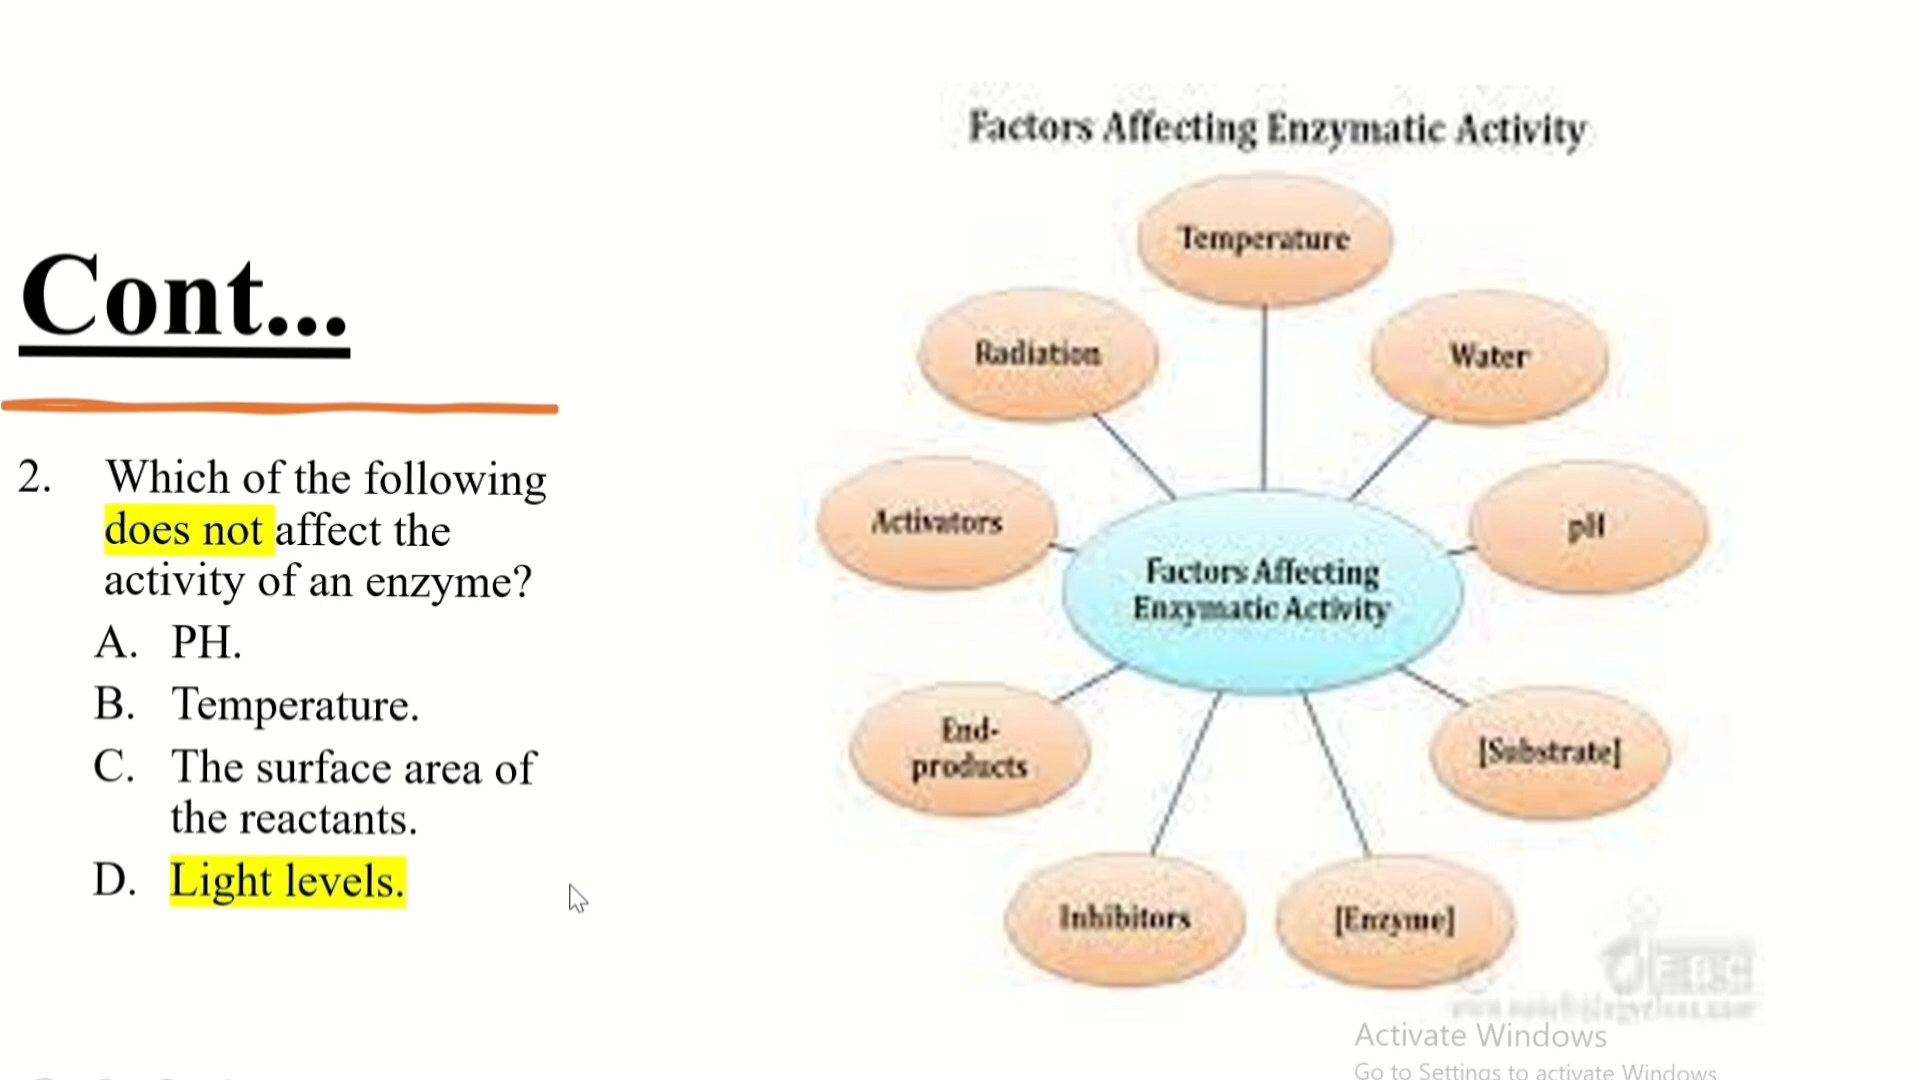 Factors Affecting Enzymatic Activity
Cont...
2. Which of the following
does not affect the
activity of an enzyme?
A. PH.
B. Temperature.
C. The surface area of
the reactants.
D. Light levels.
Temperature
Radiation
Water
Activators
pH
Factors Affecting
Enzymatic Activity
End-
products
[Substrate]
Inhibitors
[Enzyme]
Activate Windows
Go to Settings to activate Windows